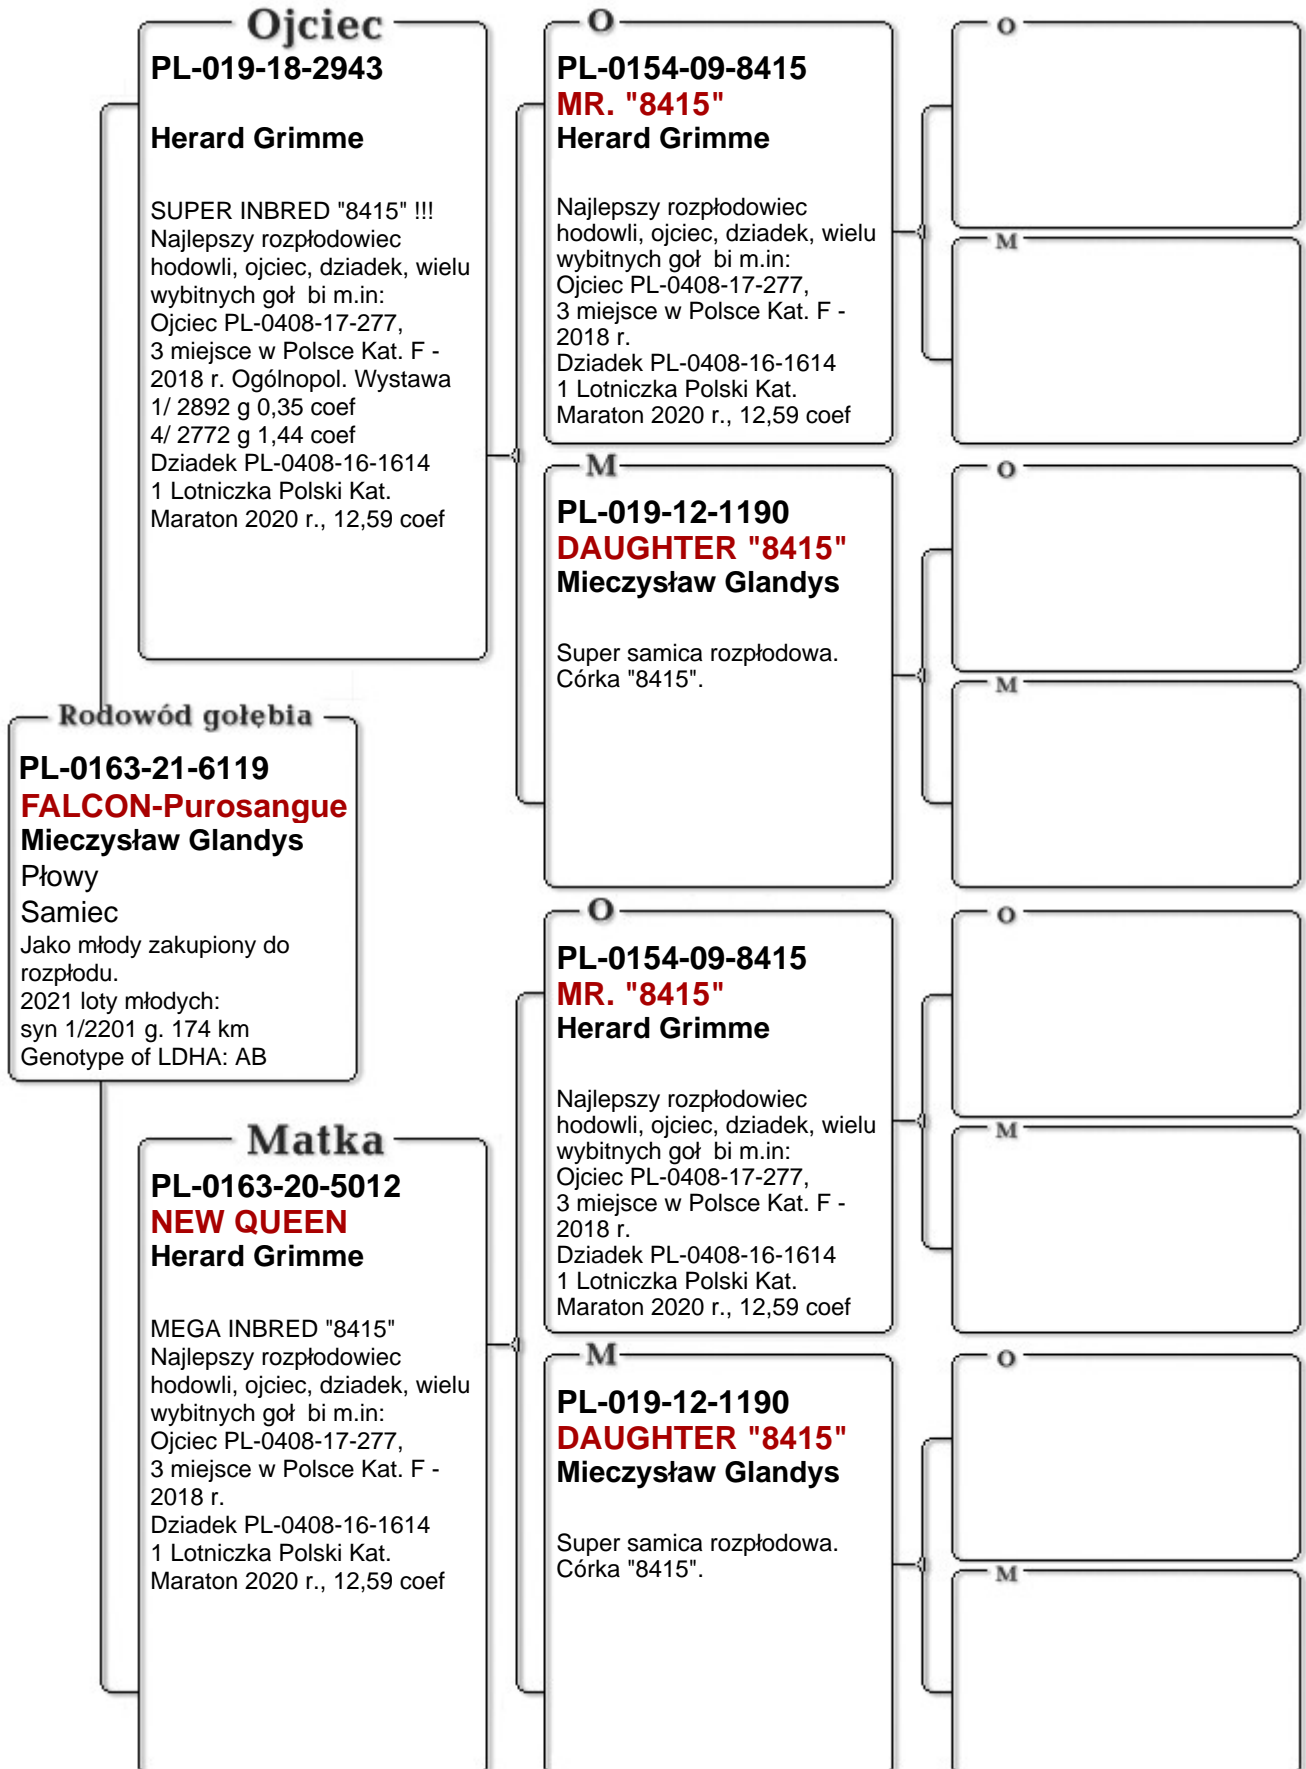 Ojciec
PL-019-18-2943
Herard Grimme
SUPER INBRED "8415" !!!
Najlepszy rozpłodowiec
hodowli, ojciec, dziadek, wielu
wybitnych goł bi m.in:
Ojciec PL-0408-17-277,
3 miejsce w Polsce Kat. F -
2018 r. Ogólnopol. Wystawa
1/ 2892 g 0,35 coef
4/ 2772 g 1,44 coef
Dziadek PL-0408-16-1614
1 Lotniczka Polski Kat.
Maraton 2020 r., 12,59 coef
Rodowód gołębia
PL-0163-21-6119
FALCON-Purosangue
Mieczysław Glandys
Płowy
Samiec
Jako młody zakupiony do
rozpłodu.
2021 loty młodych:
syn 1/2201 g. 174 km
Genotype of LDHA: AB
Matka
PL-0163-20-5012
NEW QUEEN
Herard Grimme
MEGA INBRED "8415"
Najlepszy rozpłodowiec
hodowli, ojciec, dziadek, wielu
wybitnych goł bi m.in:
Ojciec PL-0408-17-277,
3 miejsce w Polsce Kat. F -
2018 r.
Dziadek PL-0408-16-1614
1 Lotniczka Polski Kat.
Maraton 2020 r., 12,59 coef
O
PL-0154-09-8415
MR. "8415"
Herard Grimme
Najlepszy rozpłodowiec
hodowli, ojciec, dziadek, wielu
wybitnych goł bi m.in:
Ojciec PL-0408-17-277,
3 miejsce w Polsce Kat. F -
2018 r.
Dziadek PL-0408-16-1614
1 Lotniczka Polski Kat.
Maraton 2020 r., 12,59 coef
M
PL-019-12-1190
DAUGHTER "8415"
Mieczysław Glandys
Super samica rozpłodowa.
Córka "8415".
O
PL-0154-09-8415
MR. "8415"
Herard Grimme
Najlepszy rozpłodowiec
hodowli, ojciec, dziadek, wielu
wybitnych goł bi m.in:
Ojciec PL-0408-17-277,
3 miejsce w Polsce Kat. F -
2018 r.
Dziadek PL-0408-16-1614
1 Lotniczka Polski Kat.
Maraton 2020 r., 12,59 coef
M
PL-019-12-1190
DAUGHTER "8415"
Mieczysław Glandys
Super samica rozpłodowa.
Córka "8415".
O
M
O
M
O
M
O
M